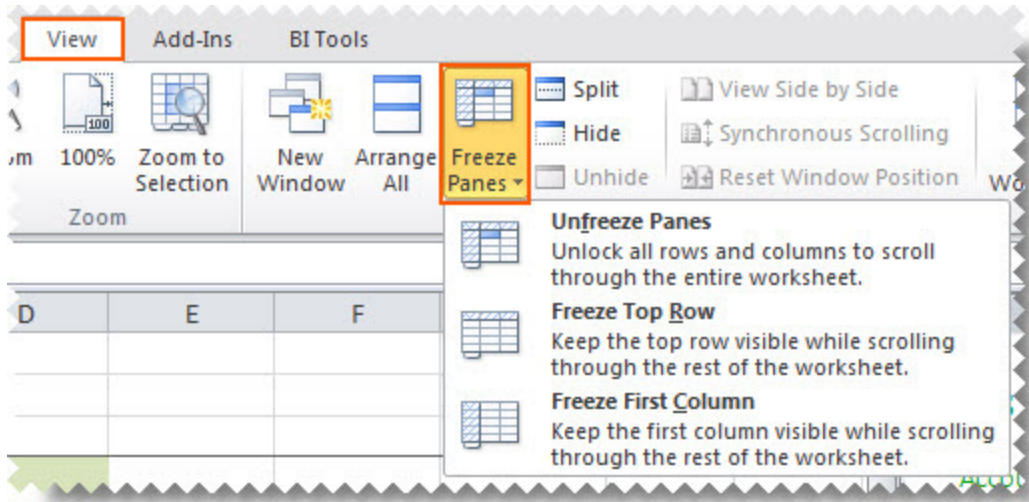 View Add-Ins BI Tools
100
100% Zoom to Selection New Window Arrange All Freeze Panes
Split View Side by Side
Hide Synchronous Scrolling
Unhide Reset Window Position
Zoom
Unfreeze Panes
Unlock all rows and columns to scroll
through the entire worksheet.
Freeze Top Row
Keep the top row visible while scrolling
through the rest of the worksheet.
Freeze First Column
Keep the first column visible while scrolling
through the rest of the worksheet.
D E F